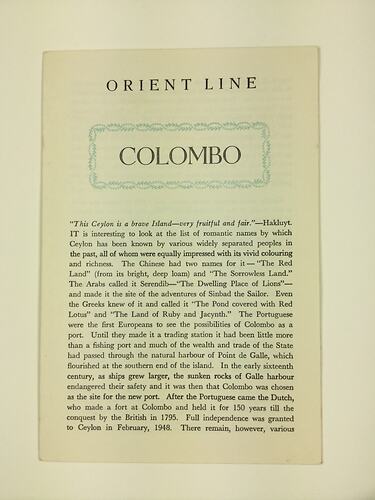 ORIENT LINE
COLOMBO
"This Ceylon is a brave Island—very fruitful and fair."—Hakluyt.
IT is interesting to look at the list of romantic names by which
Ceylon has been known by various widely separated peoples in
the past, all of whom were equally impressed with its vivid colouring
and richness. The Chinese had two names for it—"The Red
Land" (from its bright, deep loam) and "The Sorrowless Land."
The Arabs called it Serendib—"The Dwelling Place of Lions"—
and made it the site of the adventures of Sinbad the Sailor. Even
the Greeks knew of it and called it "The Pond covered with Red
Lotus" and "The Land of Ruby and Jacynth." The Portuguese
were the first Europeans to see the possibilities of Colombo as a
port. Until they made it a trading station it had been little more
than a fishing port and much of the wealth and trade of the State
had passed through the natural harbour of Point de Galle, which
flourished at the southern end of the island. In the early sixteenth
century, as ships grew larger, the sunken rocks of Galle harbour
endangered their safety and it was then that Colombo was chosen
as the site for the new port. After the Portuguese came the Dutch,
who made a fort at Colombo and held it for 150 years till the
conquest by the British in 1795. Full independence was granted
to Ceylon in February, 1948. There remain, however, various